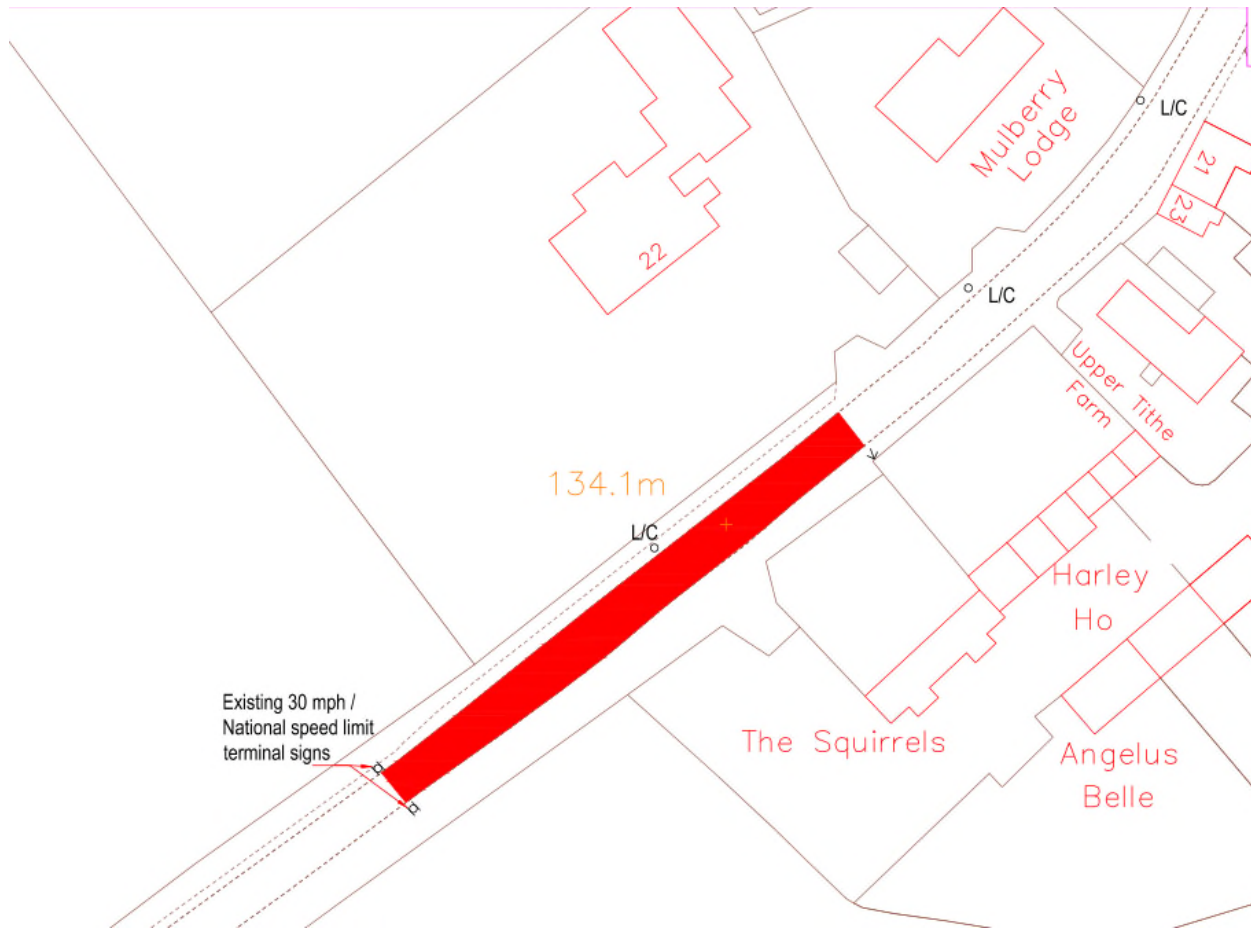 Mulberry
Lodge
L/C
21
23
22
L/C
Upper Tithe
Farm
134.1m
L/C
Harley
Ho
Existing 30 mph /
National speed limit
terminal signs
The Squirrels
Angelus
Belle